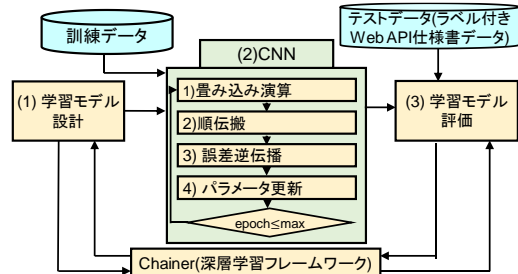 訓練データ
テストデータ(ラベル付き
Web API仕様書データ)
(2)CNN
(1) 学習モデル
設計
1)畳み込み演算
2)順伝搬
3) 誤差逆伝播
4) パラメータ更新
epoch≤max
(3) 学習モデル
評価
Chainer(深層学習フレームワーク)